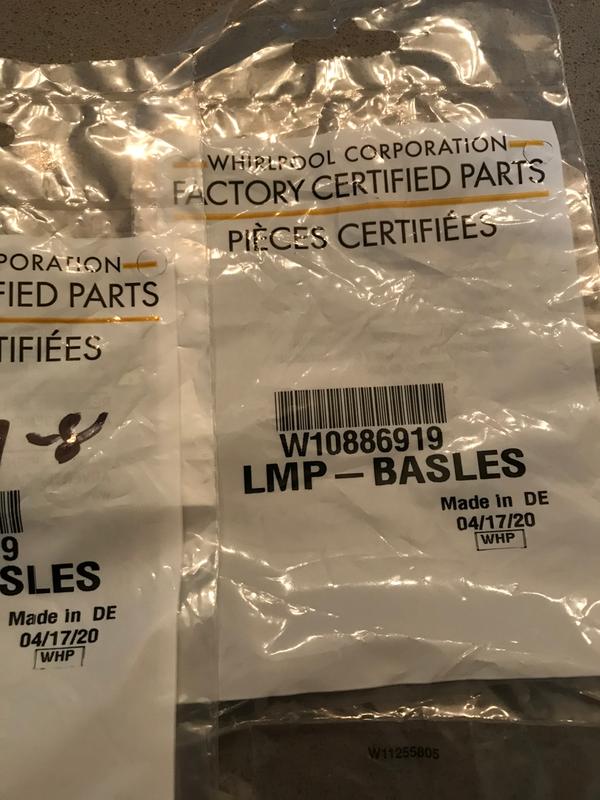 WHIRLPOOL CORPORATION
FACTORY CERTIFIED PARTS
PIÈCES CERTIFIÉES
W10886919
LMP-BASLES
Made in DE
04/17/20
WHP
W11255805
PORATION
FIED PARTS
TIFIÉES
9
SLES
Made in DE
04/17/20
WHP